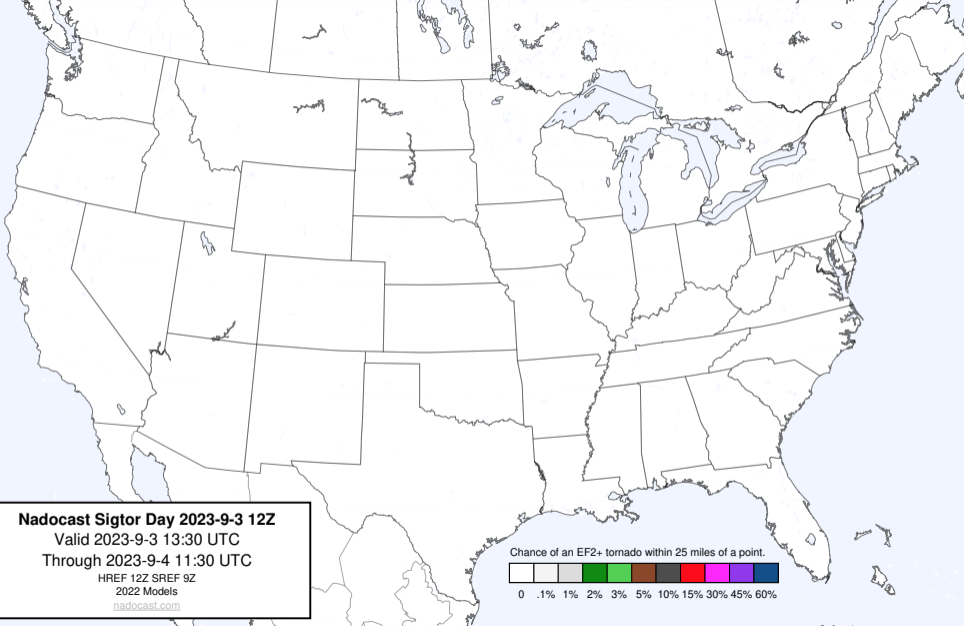 Nadocast Sigtor Day 2023-9-3 12Z
Valid 2023-9-3 13:30 UTC
Through 2023-9-4 11:30 UTC
HREF 12Z SREF 9Z
2022 Models
nadocast.com
Chance of an EF2+ tornado within 25 miles of a point.
0 .1% 1% 2% 3% 5% 10% 15% 30% 45% 60%